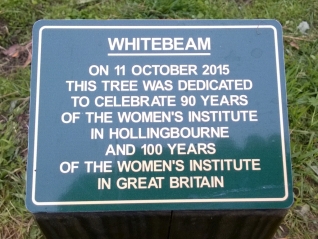 WHITEBEAM
ON 11 OCTOBER 2015
THIS TREE WAS DEDICATED
TO CELEBRATE 90 YEARS
OF THE WOMEN'S INSTITUTE
IN HOLLINGBOURNE
AND 100 YEARS
OF THE WOMEN'S INSTITUTE
IN GREAT BRITAIN